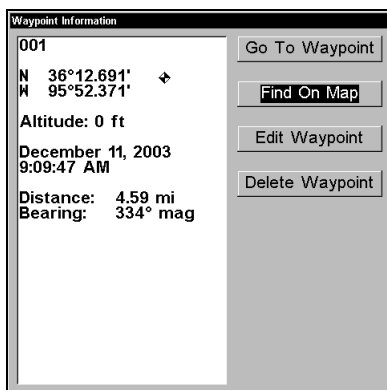 Waypoint Information
001
N 36°12.691'
W 95°52.371'
Altitude: 0 ft
December 11, 2003
9:09:47 AM
Distance: 4.59 mi
Bearing: 334° mag
Go To Waypoint
Find On Map
Edit Waypoint
Delete Waypoint